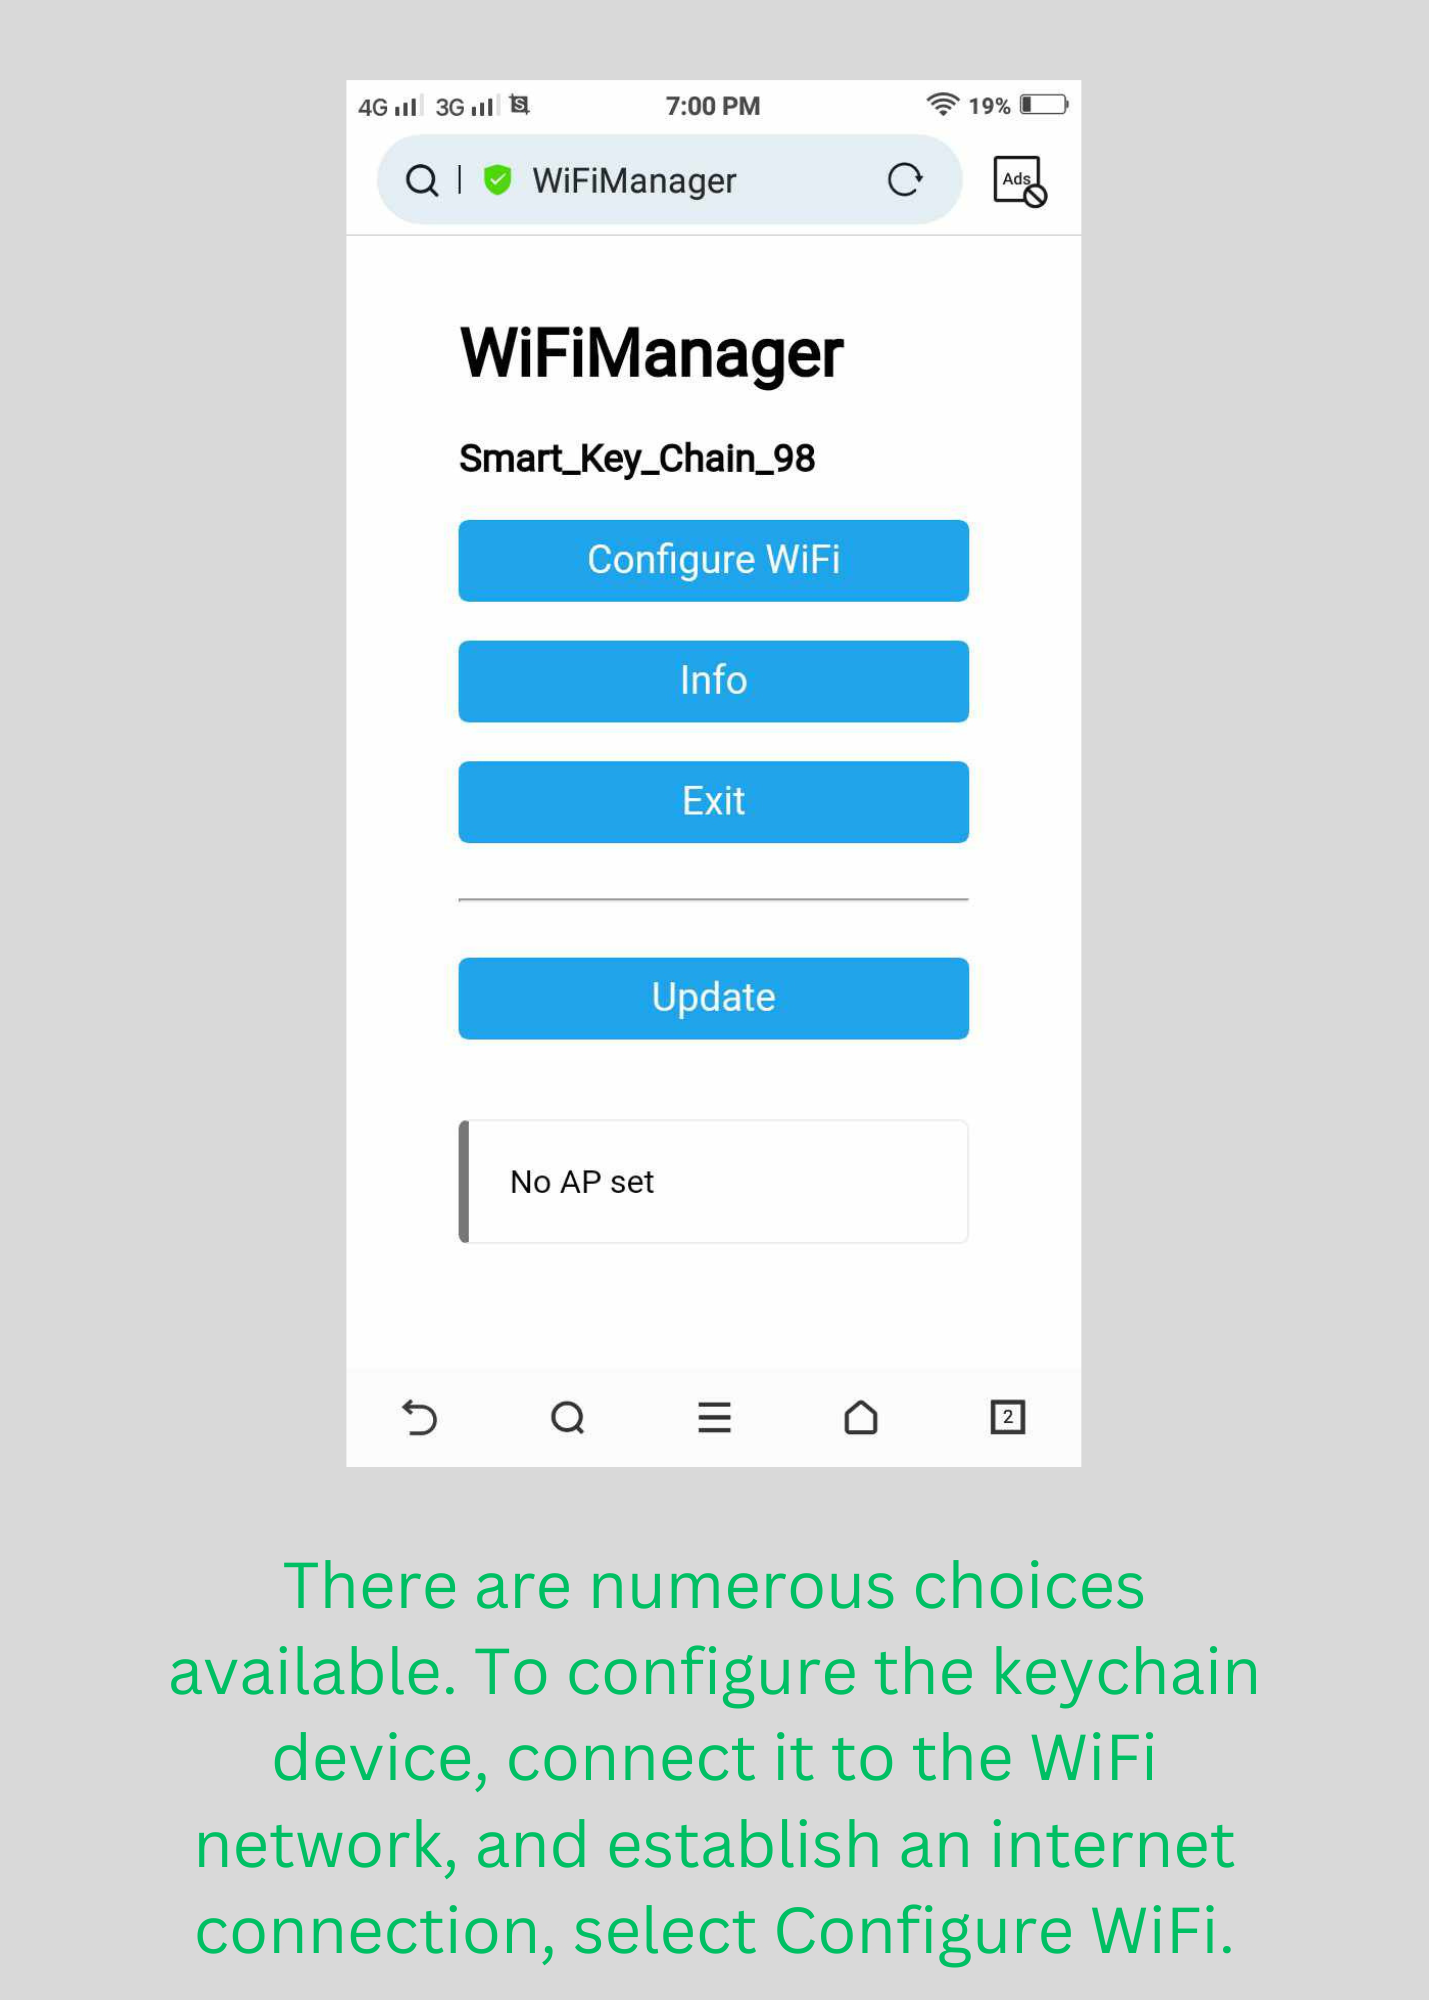 4G 3G 7:00 PM 19%
WiFiManager Ads
WiFiManager
Smart_Key_Chain_98
Configure WiFi
Info
Exit
Update
No AP set
2
There are numerous choices
available. To configure the keychain
device, connect it to the WiFi
network, and establish an internet
connection, select Configure WiFi.